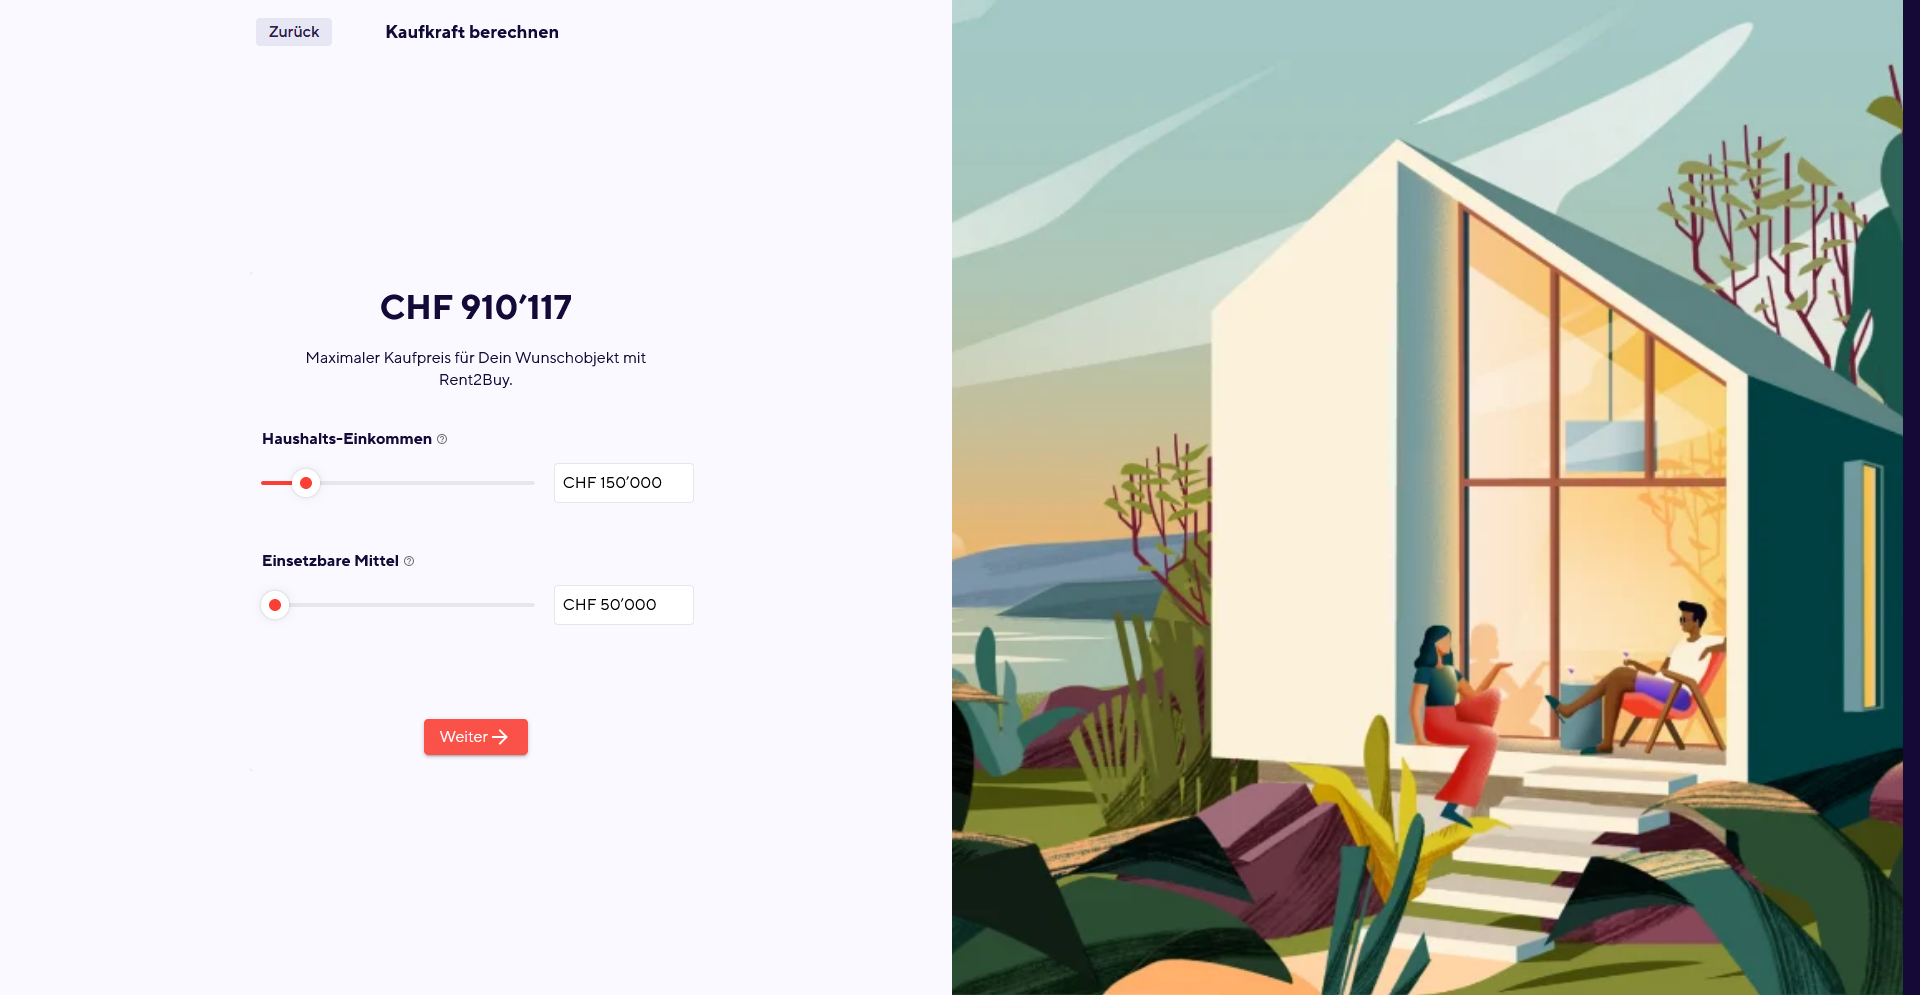 Zurück
Kaufkraft berechnen
CHF 910’117
Maximaler Kaufpreis für Dein Wunschobjekt mit
Rent2Buy.
Haushalts-Einkommen
CHF 150’000
Einsetzbare Mittel
CHF 50’000
Weiter